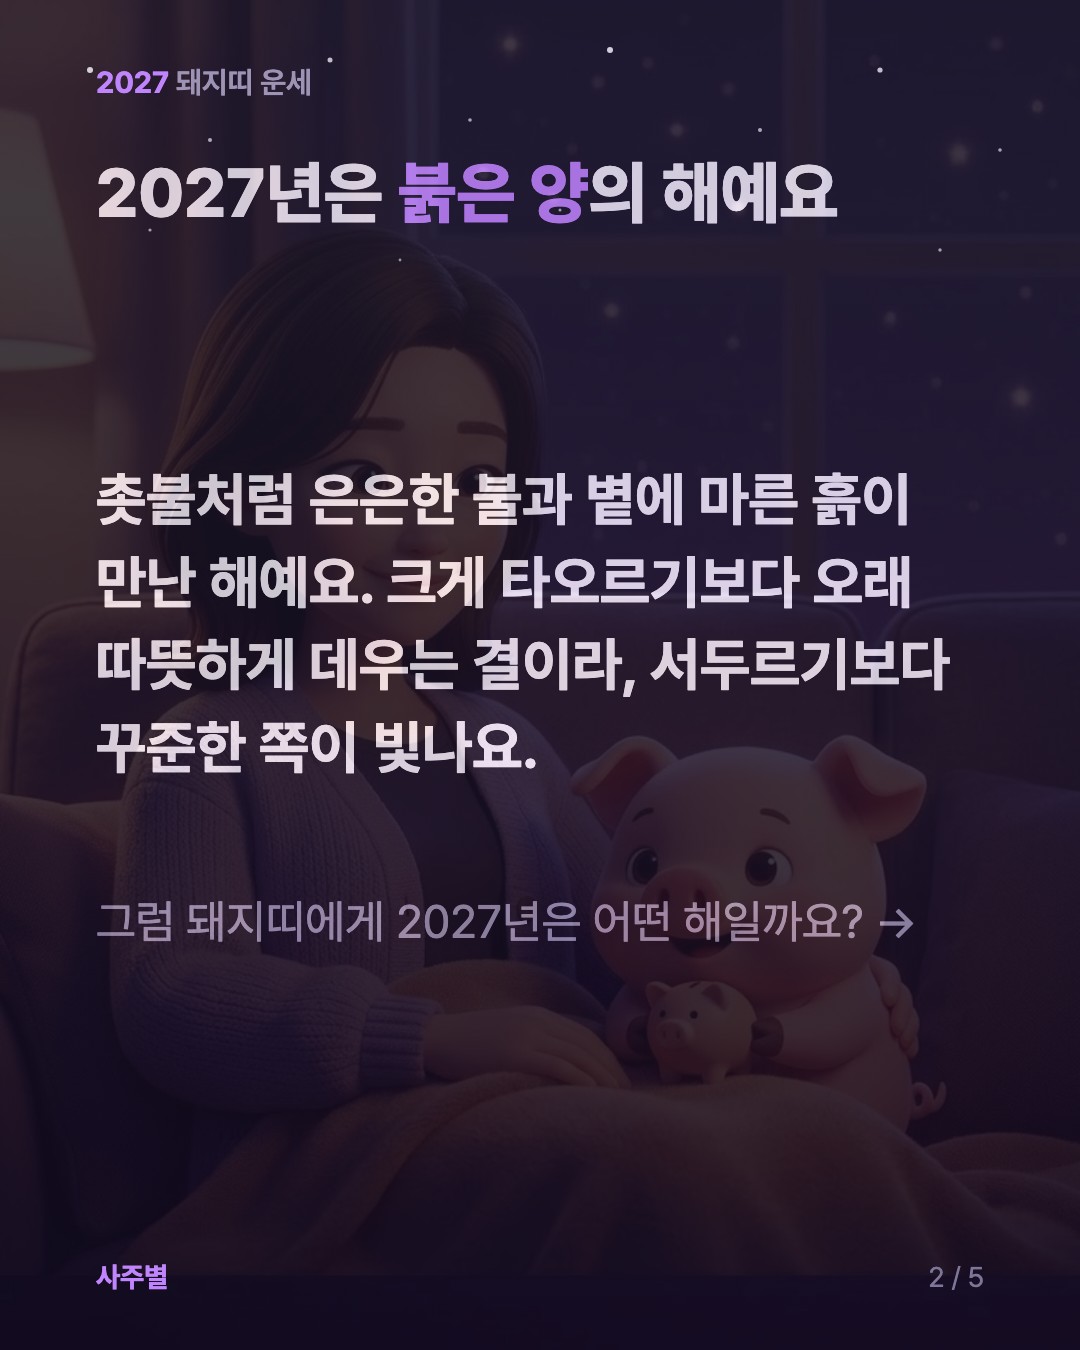 2027 돼지띠 운세
2027년은 붉은 양의 해예요
촛불처럼 은은한 불과 볕에 마른 흙이
만난 해예요. 크게 타오르기보다 오래
따뜻하게 데우는 결이라, 서두르기보다
꾸준한 쪽이 빛나요.
그럼 돼지띠에게 2027년은 어떤 해일까요? →
사주별
2 / 5